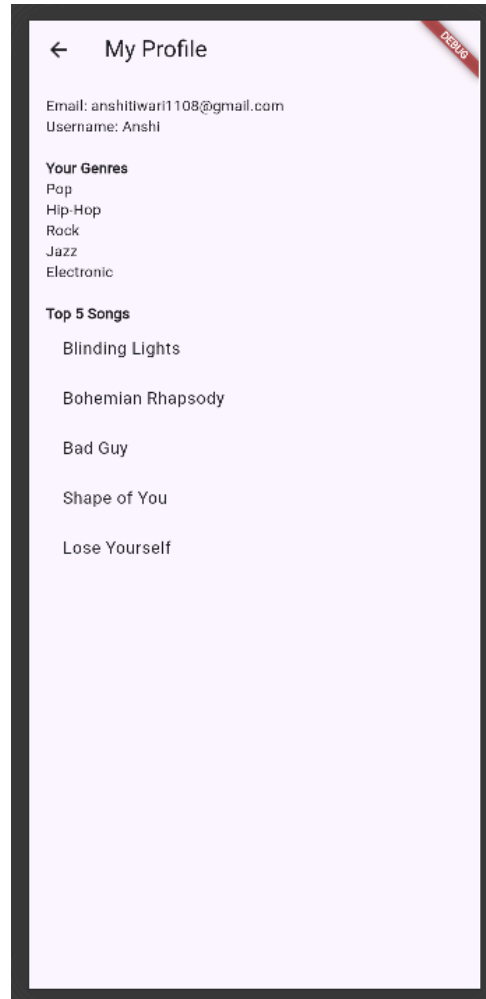 My Profile
DEBUG
Email: anshitiwari1108@gmail.com
Username: Anshi
Your Genres
Pop
Hip-Hop
Rock
Jazz
Electronic
Top 5 Songs
Blinding Lights
Bohemian Rhapsody
Bad Guy
Shape of You
Lose Yourself